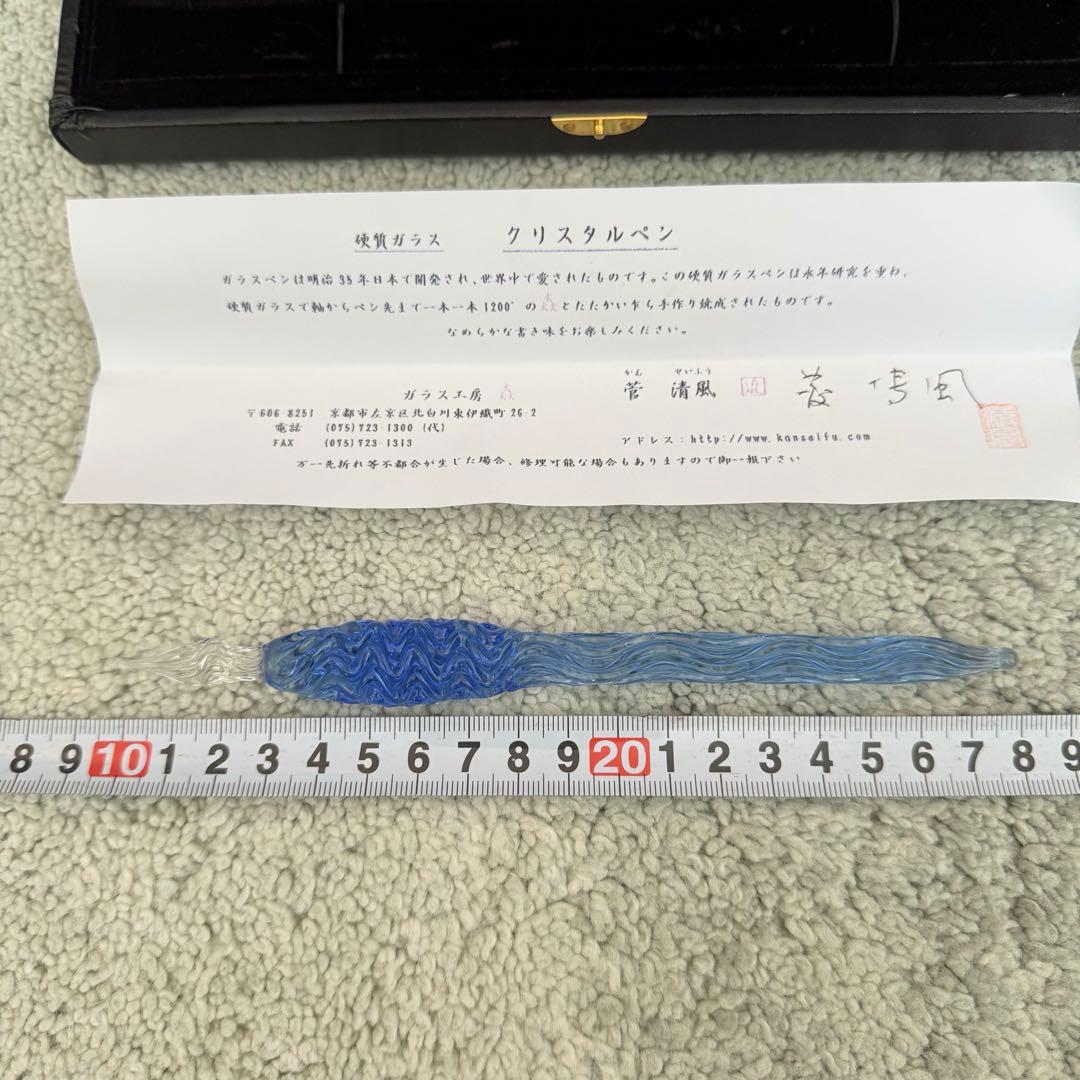 硬質ガラス　クリスタルペン
ガラスペンは明治35年日本で開発され、世界中で愛されたものです。この硬質ガラスペンは永年研究を重ね、
硬質ガラスで軸からペン先まで一本一本1200°の焱とたたかい乍ら手作り焼成されたものです。
なめらかな書き味をお楽しみください。
かん　せいふう
菅　清風　菅清風
ガラス工房 焱
〒606-8251　京都市左京区北白川東伊織町26-2
電話　(075)723-1300 (代)
FAX　(075)723-1313
アドレス：http://www.kanseifu.com
万一先折れ等不都合が生じた場合、修理可能な場合もありますので御一報下さい
8 9 10 1 2 3 4 5 6 7 8 9 20 1 2 3 4 5 6 7 8 9